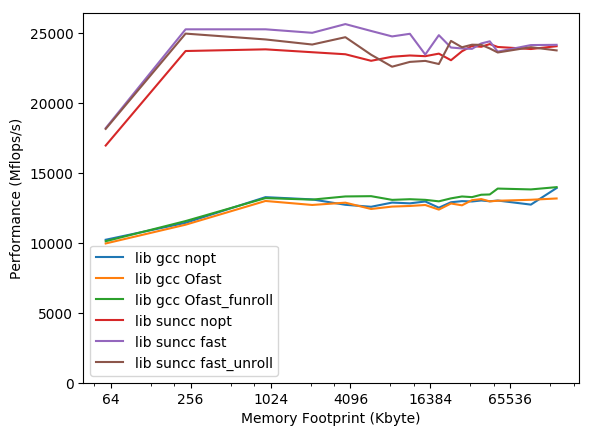 25000
20000
15000
10000
5000
0
Performance (Mflops/s)
lib gcc nopt
lib gcc Ofast
lib gcc Ofast_funroll
lib suncc nopt
lib suncc fast
lib suncc fast_unroll
64 256 1024 4096 16384 65536
Memory Footprint (Kbyte)